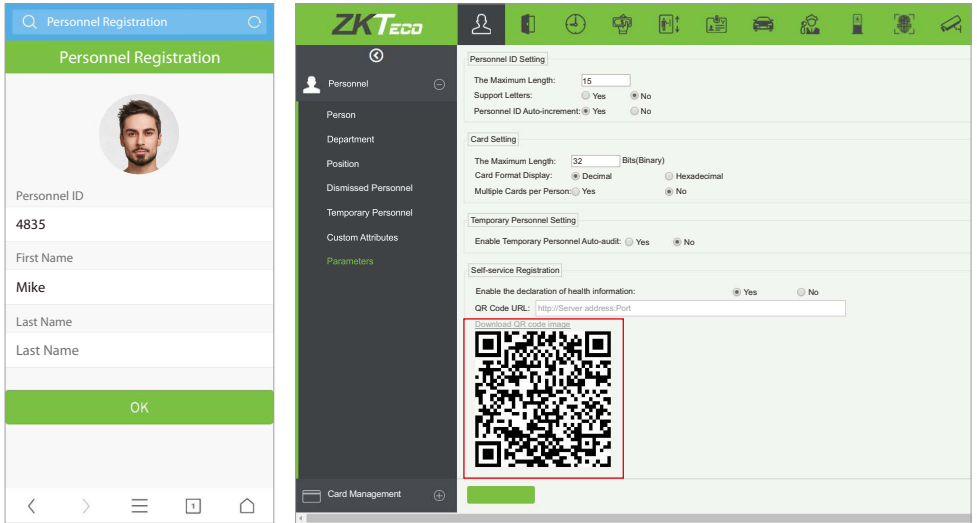 Personnel Registration
Personnel Registration
Personnel ID
4835
First Name
Mike
Last Name
Last Name
OK
1
ZKTeco
Personnel
Person
Department
Position
Dismissed Personnel
Temporary Personnel
Custom Attributes
Parameters
Card Management
Personnel ID Setting
The Maximum Length: 15
Support Letters: Yes No
Personnel ID Auto-increment: Yes No
Card Setting
The Maximum Length: 32 Bits(Binary)
Card Format Display: Decimal Hexadecimal
Multiple Cards per Person: Yes No
Temporary Personnel Setting
Enable Temporary Personnel Auto-audit: Yes No
Self-service Registration
Enable the declaration of health information: Yes No
QR Code URL: http://Server address:Port
Download QR code image